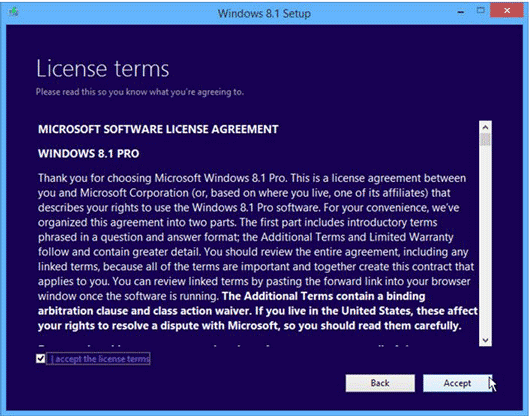 Windows 8.1 Setup
License terms
Please read this so you know what you're agreeing to.
MICROSOFT SOFTWARE LICENSE AGREEMENT
WINDOWS 8.1 PRO
Thank you for choosing Microsoft Windows 8.1 Pro. This is a license agreement between
you and Microsoft Corporation (or, based on where you live, one of its affiliates) that
describes your rights to use the Windows 8.1 Pro software. For your convenience, we've
organized this agreement into two parts. The first part includes introductory terms
phrased in a question and answer format; the Additional Terms and Limited Warranty
follow and contain greater detail. You should review the entire agreement, including any
linked terms, because all of the terms are important and together create this contract that
applies to you. You can review linked terms by pasting the forward link into your browser
window once the software is running. The Additional Terms contain a binding
arbitration clause and class action waiver. If you live in the United States, these affect
your rights to resolve a dispute with Microsoft, so you should read them carefully.
I accept the license terms
Back
Accept